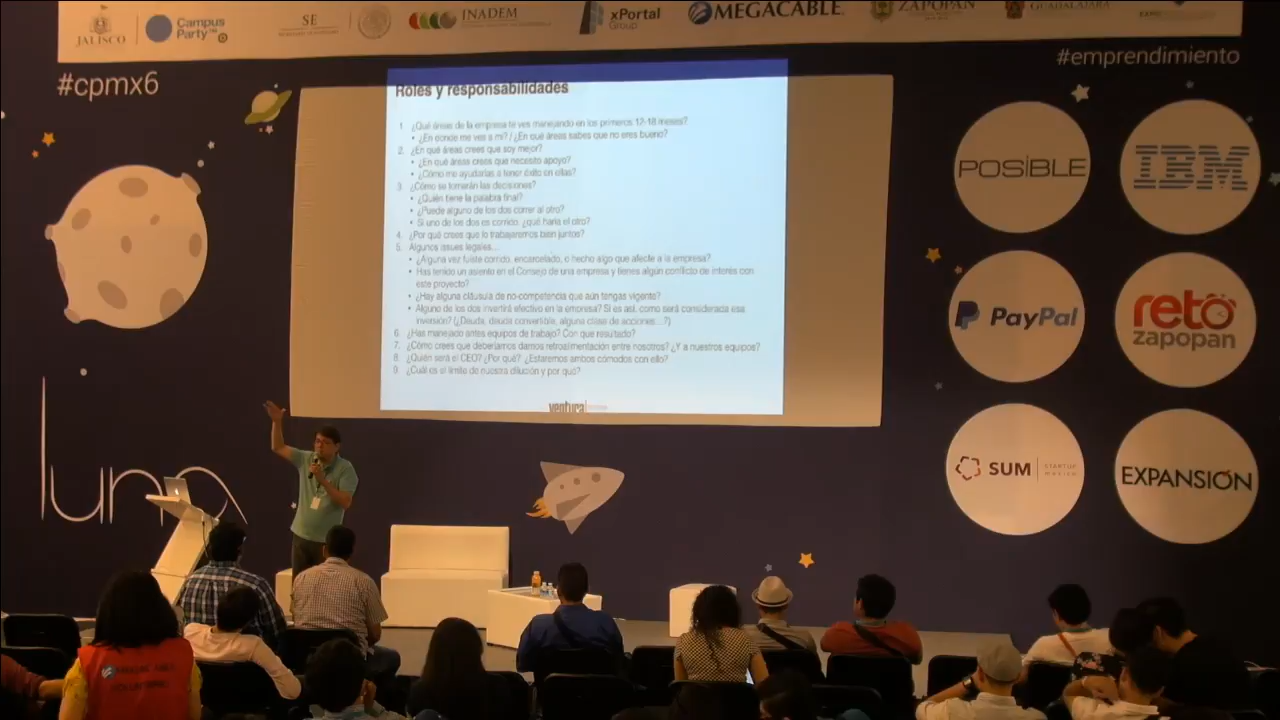 JALISCO
Campus Party
SE
INADEM
xPortal Group
MEGACABLE
ZAPOPAN
GUADALAJARA
#cpmx6
#emprendimiento
Roles y responsabilidades
1. ¿Qué áreas de la empresa te ves manejando en los primeros 12-18 meses?
• ¿En donde me ves a mí? / ¿En qué áreas sabes que no eres bueno?
2. ¿En qué áreas crees que soy mejor?
• ¿En qué áreas crees que necesito apoyo?
• ¿Cómo me ayudarías a tener éxito en ellas?
3. ¿Cómo se tomarán las decisiones?
• ¿Quién tiene la palabra final?
• ¿Puede alguno de los dos correr al otro?
• Si uno de los dos es corrido, ¿qué haría el otro?
4. ¿Por qué crees que lo trabajaremos bien juntos?
5. Algunos issues legales...
• ¿Alguna vez fuiste corrido, encarcelado, o hecho algo que afecte a la empresa?
• Has tenido un asiento en el Consejo de una empresa y tienes algún conflicto de interés con
este proyecto?
• ¿Hay alguna cláusula de no-competencia que aún tengas vigente?
• Alguno de los dos invertirá efectivo en la empresa? Si es así, como será considerada esa
inversión? (¿Deuda, deuda convertible, alguna clase de acciones...?)
6. ¿Has manejado antes equipos de trabajo? Con que resultado?
7. ¿Cómo crees que deberíamos darnos retroalimentación entre nosotros? ¿Y a nuestros equipos?
8. ¿Quién será el CEO? ¿Por qué? ¿Estaremos ambos cómodos con ello?
9. ¿Cuál es el límite de nuestra dilución y por qué?
ventura
POSIBLE
IBM
PayPal
reto
zapopan
SUM
STARTUP
MEXICO
EXPANSIÓN
luna